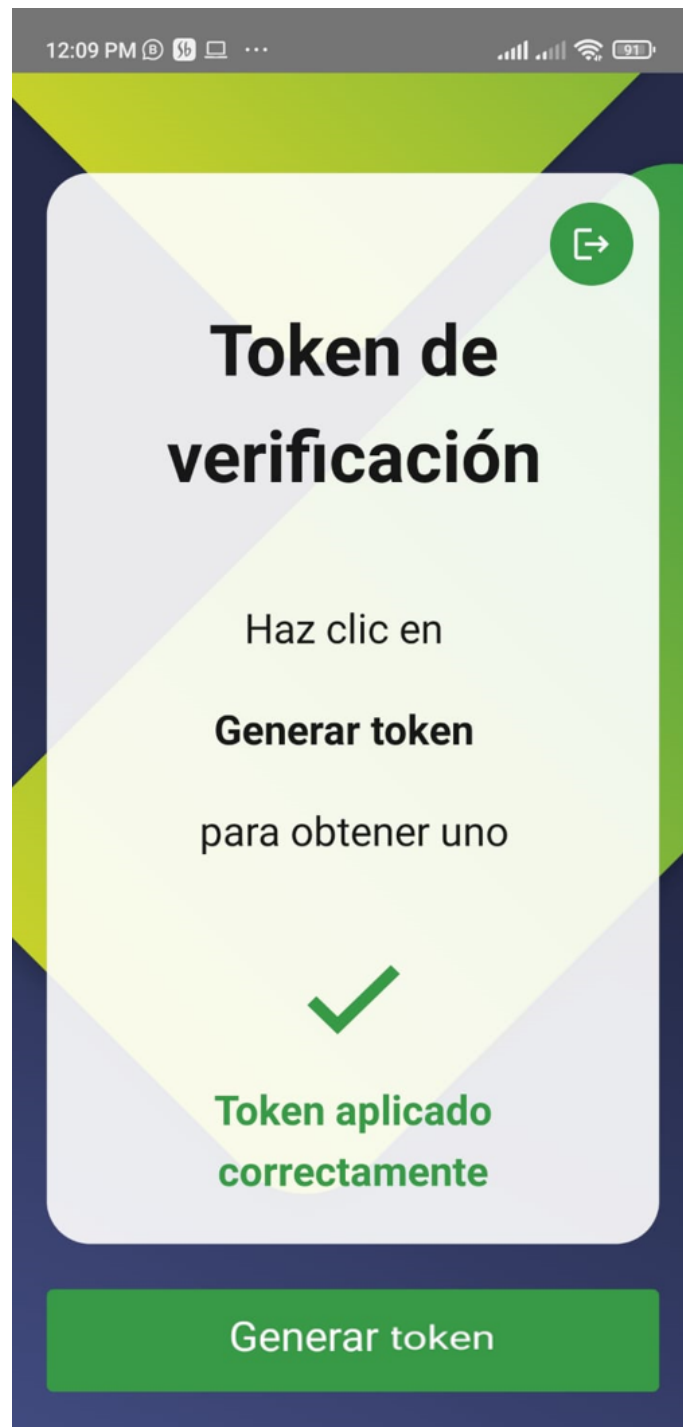 12:09 PM B Sb ...
91
Token de
verificación
Haz clic en
Generar token
para obtener uno
Token aplicado
correctamente
Generar token